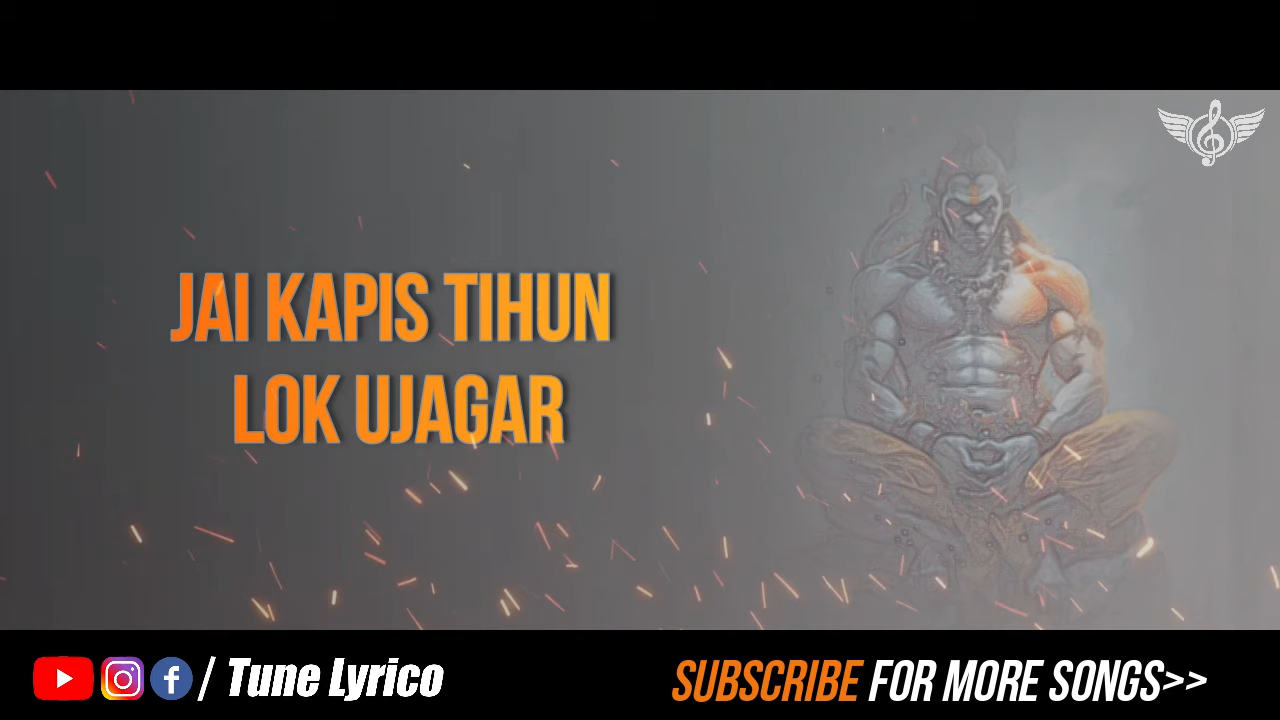 JAI KAPIS TIHUN
LOK UJAGAR
/ Tune Lyrico
SUBSCRIBE FOR MORE SONGS>>